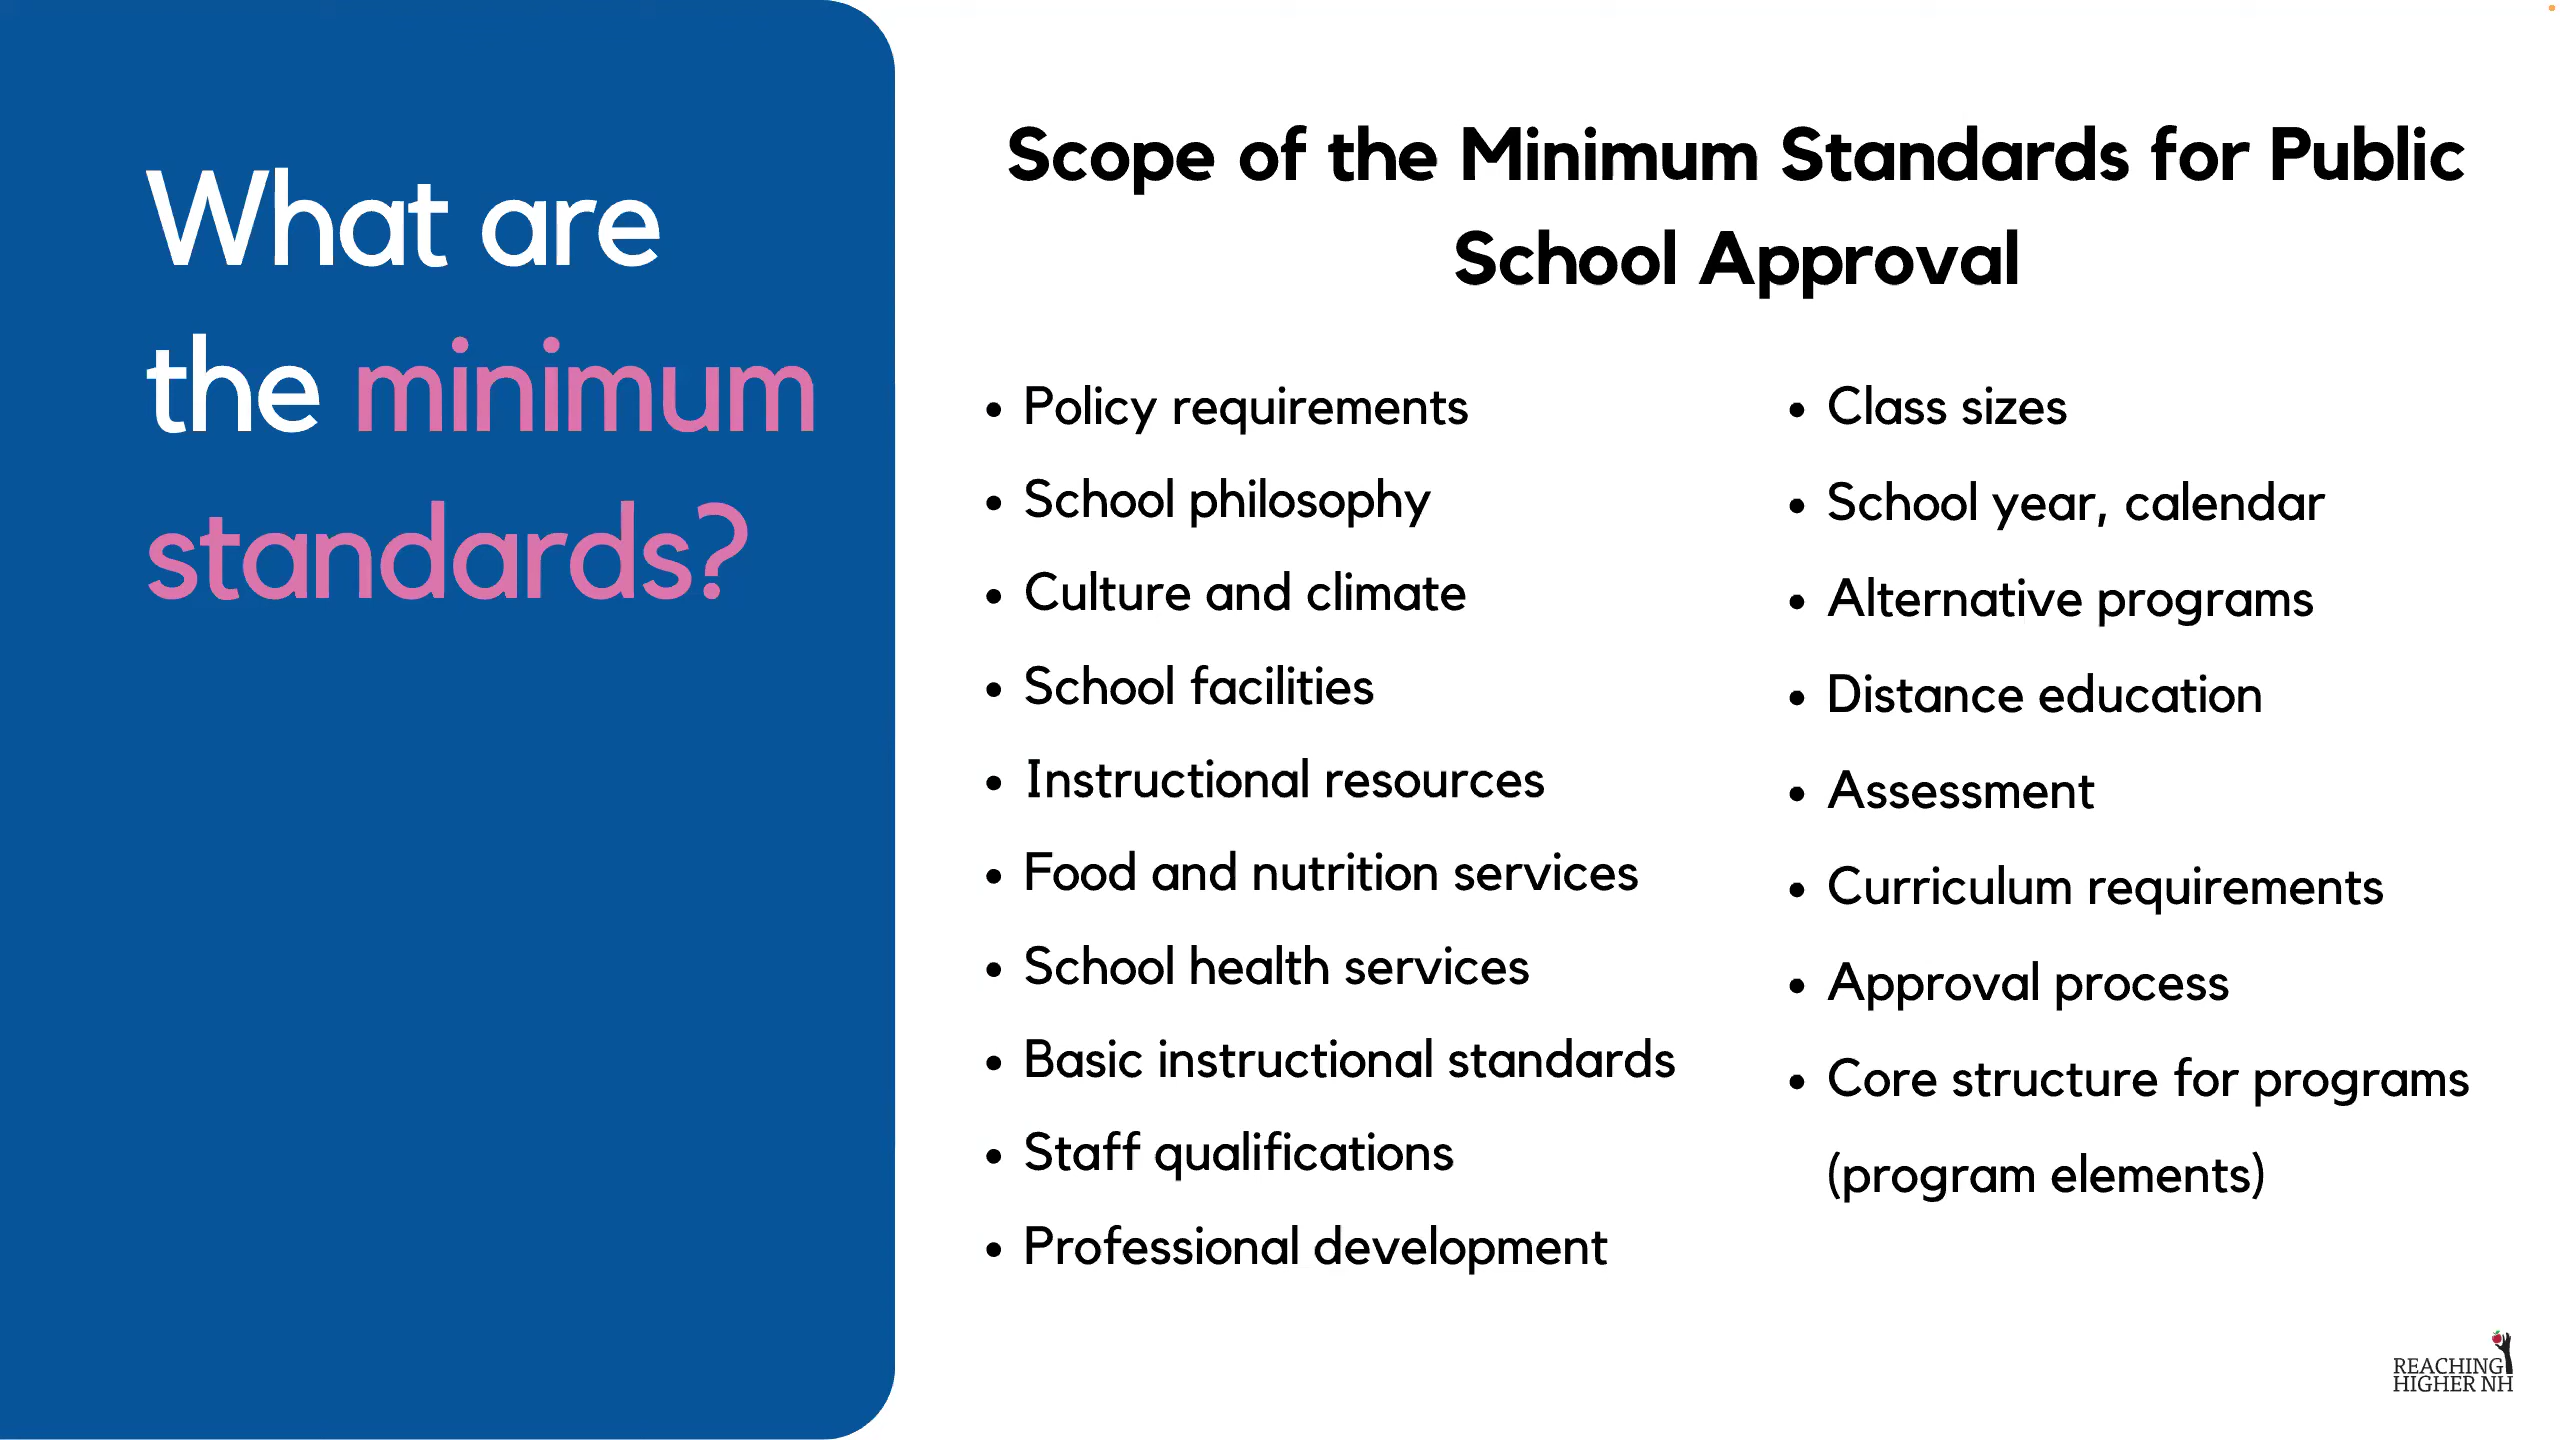 What are
the minimum
standards?
Scope of the Minimum Standards for Public
School Approval
• Policy requirements
• School philosophy
• Culture and climate
• School facilities
• Instructional resources
• Food and nutrition services
• School health services
• Basic instructional standards
• Staff qualifications
• Professional development
• Class sizes
• School year, calendar
• Alternative programs
• Distance education
• Assessment
• Curriculum requirements
• Approval process
• Core structure for programs
(program elements)
REACHING
HIGHER NH